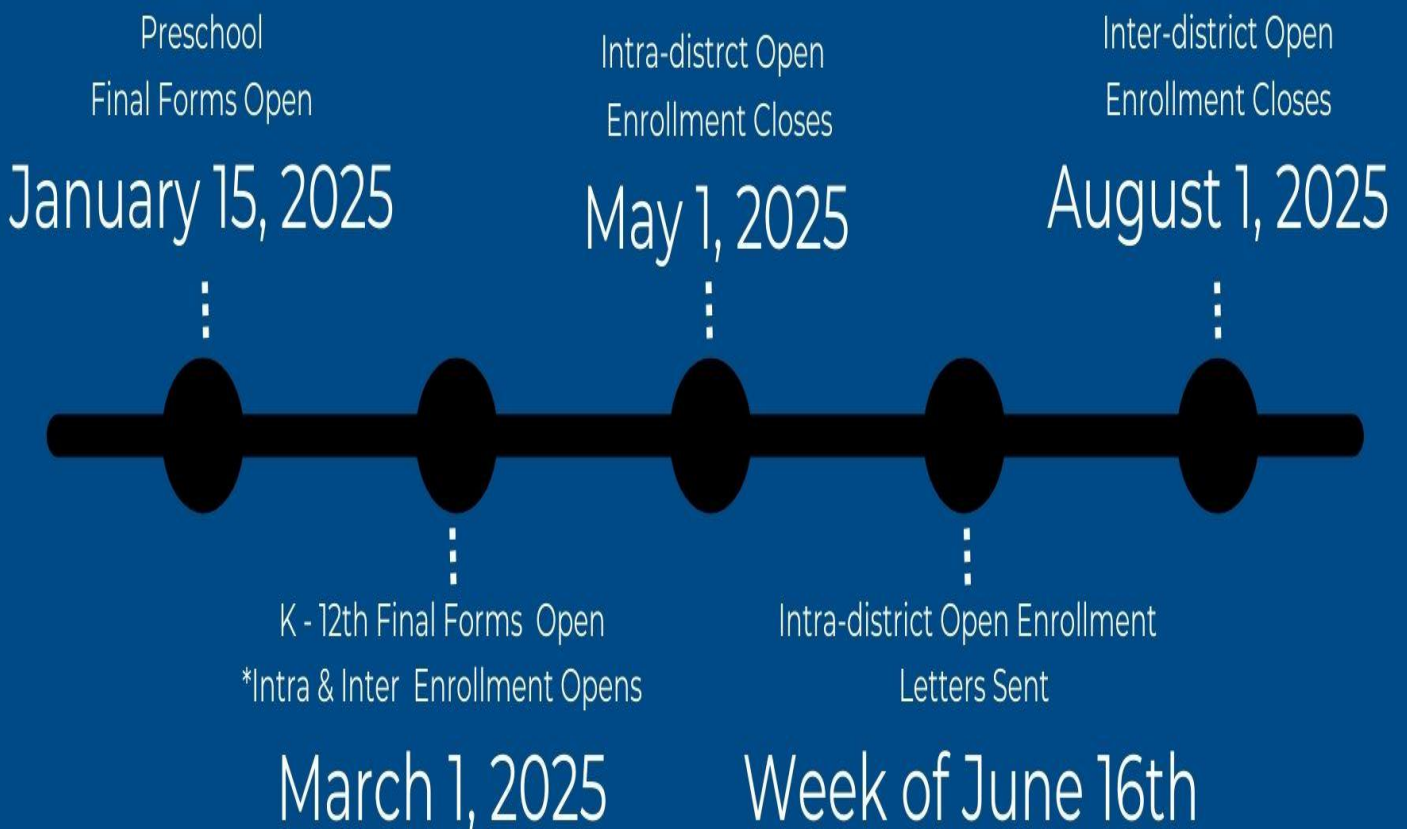 Preschool
Final Forms Open
January 15, 2025
Intra-distrct Open
Enrollment Closes
May 1, 2025
Inter-district Open
Enrollment Closes
August 1, 2025
K - 12th Final Forms Open
*Intra & Inter Enrollment Opens
March 1, 2025
Intra-district Open Enrollment
Letters Sent
Week of June 16th